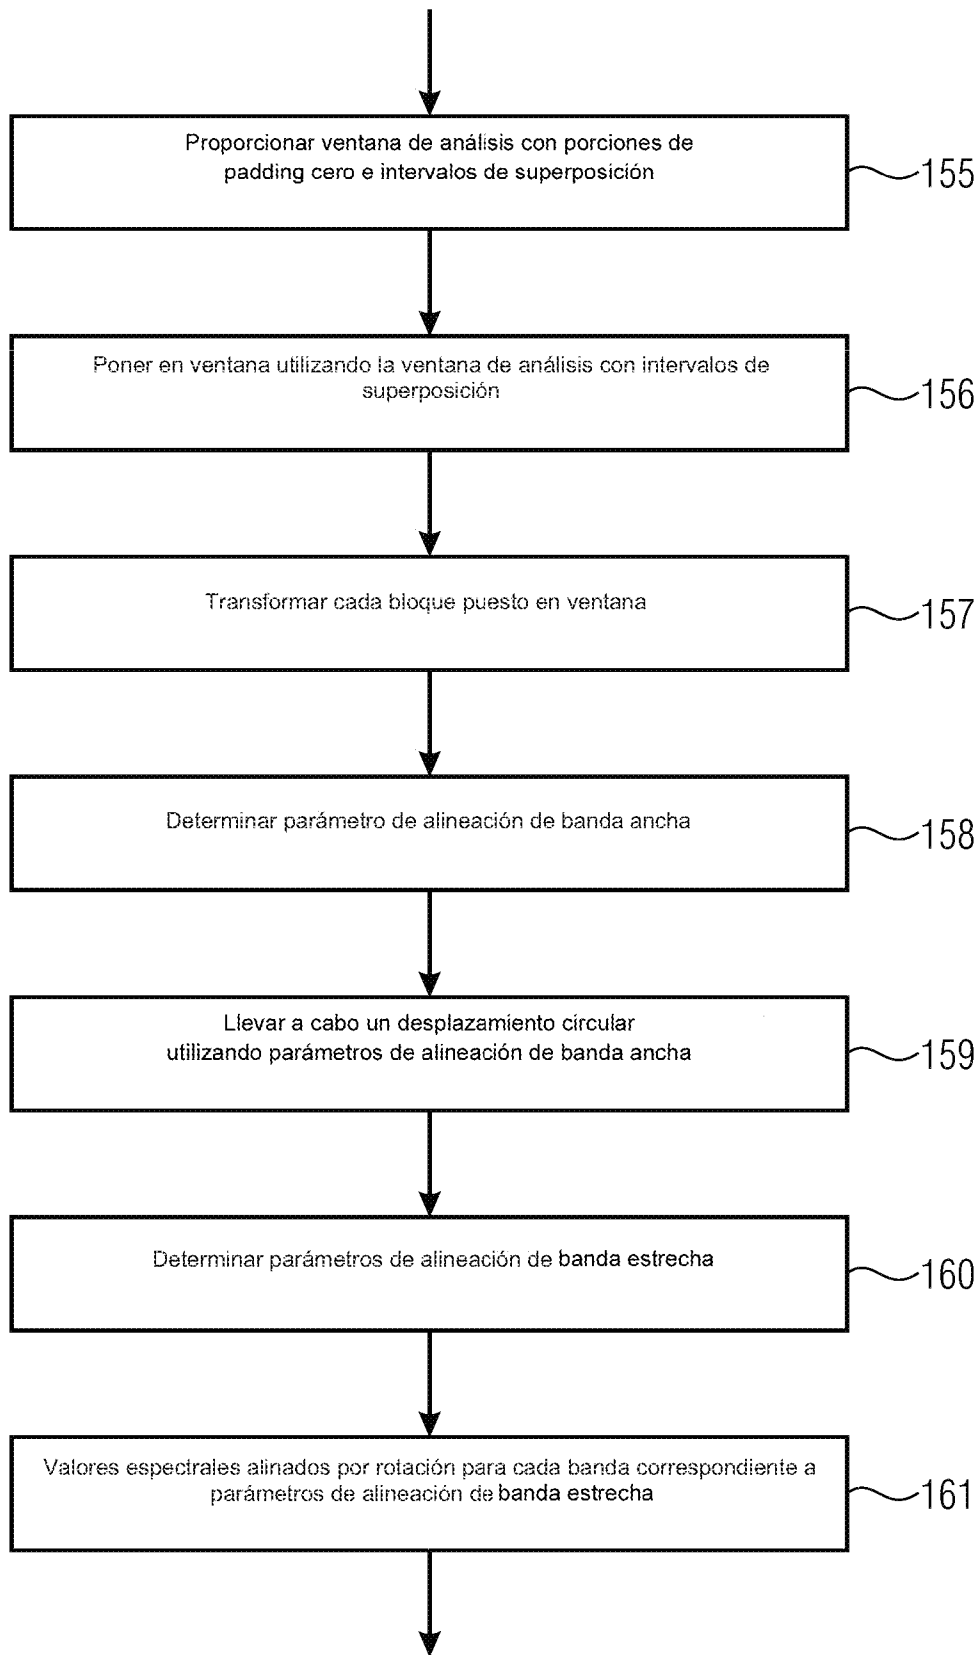 Proporcionar ventana de análisis con porciones de
padding cero e intervalos de superposición
155
Poner en ventana utilizando la ventana de análisis con intervalos de
superposición
156
Transformar cada bloque puesto en ventana
157
Determinar parámetro de alineación de banda ancha
158
Llevar a cabo un desplazamiento circular
utilizando parámetros de alineación de banda ancha
159
Determinar parámetros de alineación de banda estrecha
160
Valores espectrales alinados por rotación para cada banda correspondiente a
parámetros de alineación de banda estrecha
161